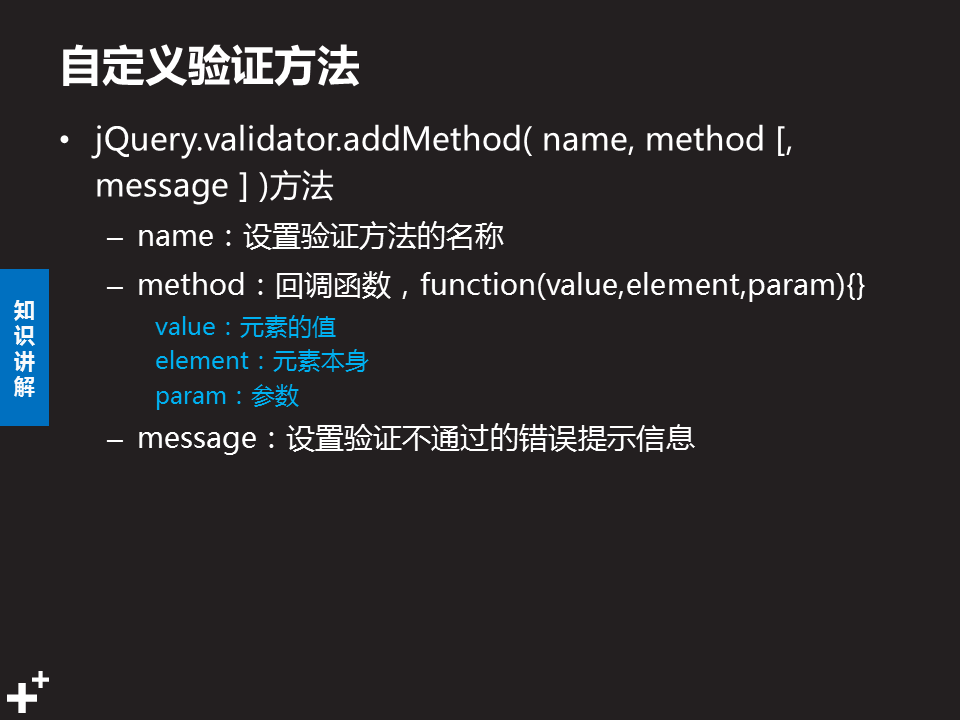 自定义验证方法
• jQuery.validator.addMethod( name, method [,
message ] )方法
– name：设置验证方法的名称
– method：回调函数，function(value,element,param){}
value：元素的值
element：元素本身
param：参数
– message：设置验证不通过的错误提示信息
知
识
讲
解